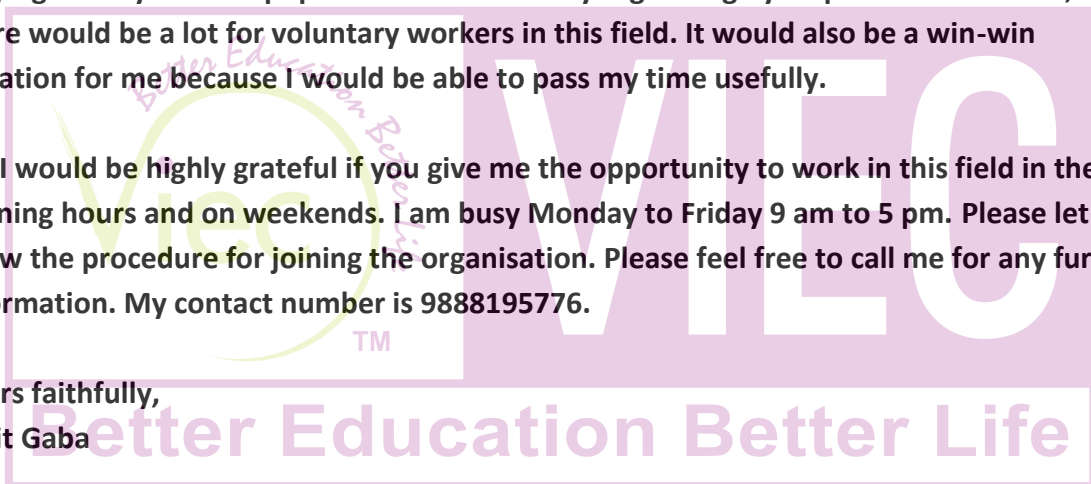 re would be a lot for voluntary workers in this field. It would also be a win-win
ation for me because I would be able to pass my time usefully.
I would be highly grateful if you give me the opportunity to work in this field in the
ning hours and on weekends. I am busy Monday to Friday 9 am to 5 pm. Please let
w the procedure for joining the organisation. Please feel free to call me for any fur
rmation. My contact number is 9888195776.
rs faithfully,
it Gaba
Better Education Better Life
Viec
TM
VIEC
Better Education Better Life